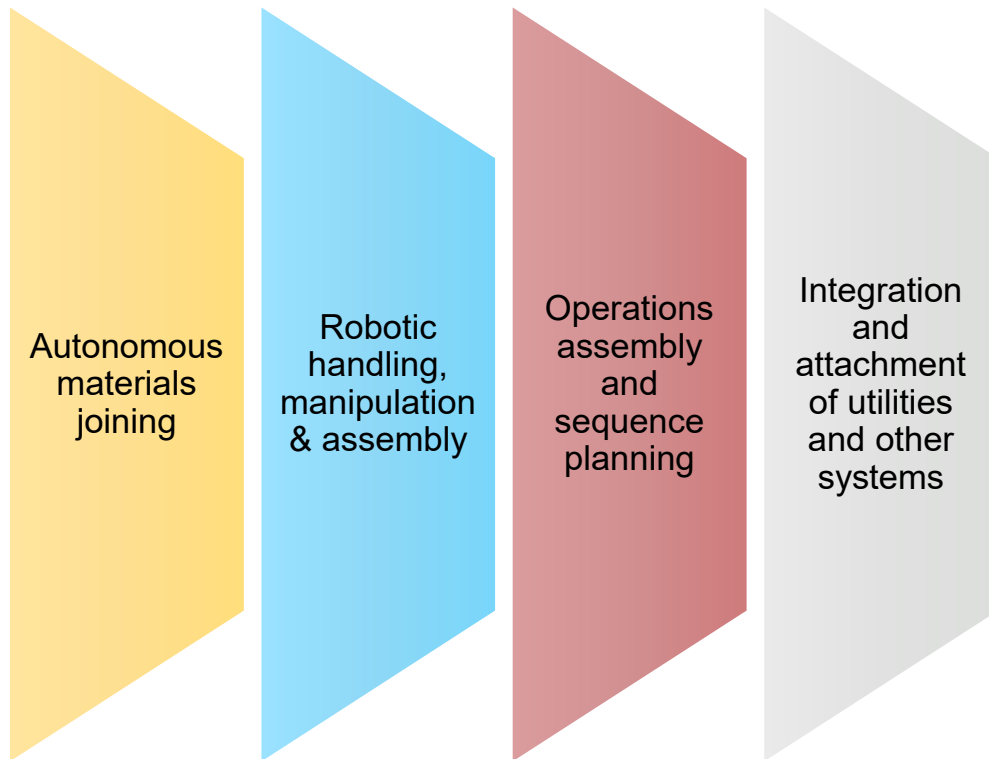 Autonomous
materials
joining
Robotic
handling,
manipulation
& assembly
Operations
assembly
and
sequence
planning
Integration
and
attachment
of utilities
and other
systems